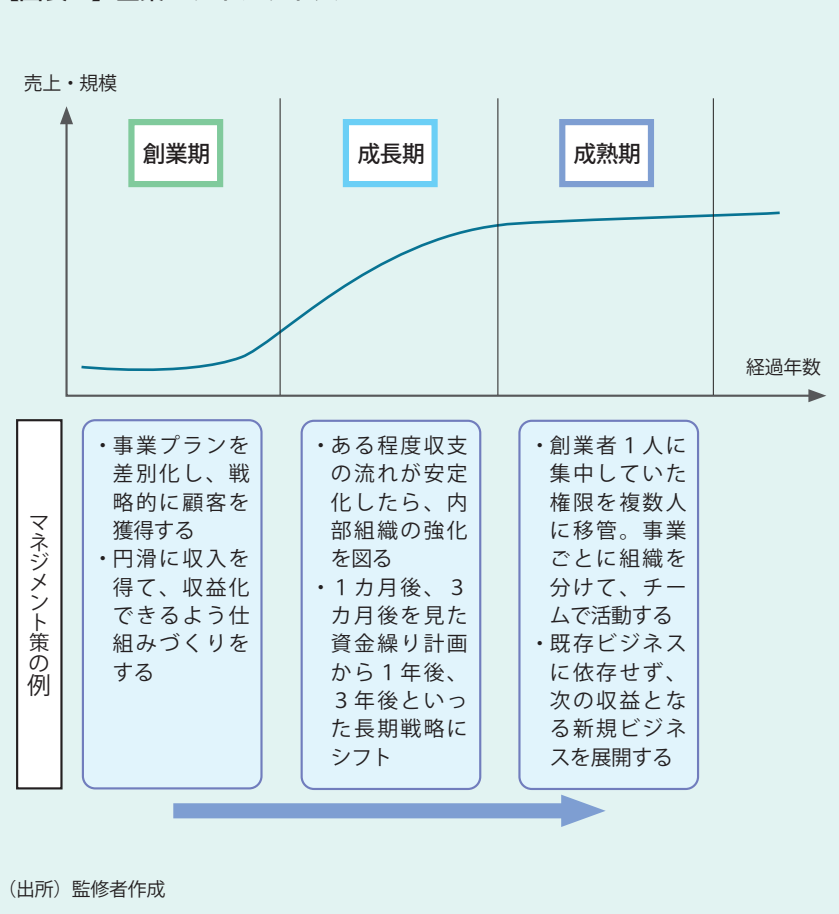 売上・規模
創業期
成長期
成熟期
経過年数
マネジメント策の例
・事業プランを
差別化し、戦
略的に顧客を
獲得する
・円滑に収入を
得て、収益化
できるよう仕
組みづくりを
する
・ある程度収支
の流れが安定
化したら、内
部組織の強化
を図る
・１カ月後、３
カ月後を見た
資金繰り計画
から１年後、
３年後といっ
た長期戦略に
シフト
・創業者１人に
集中していた
権限を複数人
に移管。事業
ごとに組織を
分けて、チー
ムで活動する
・既存ビジネス
に依存せず、
次の収益とな
る新規ビジネ
スを展開する
（出所）監修者作成